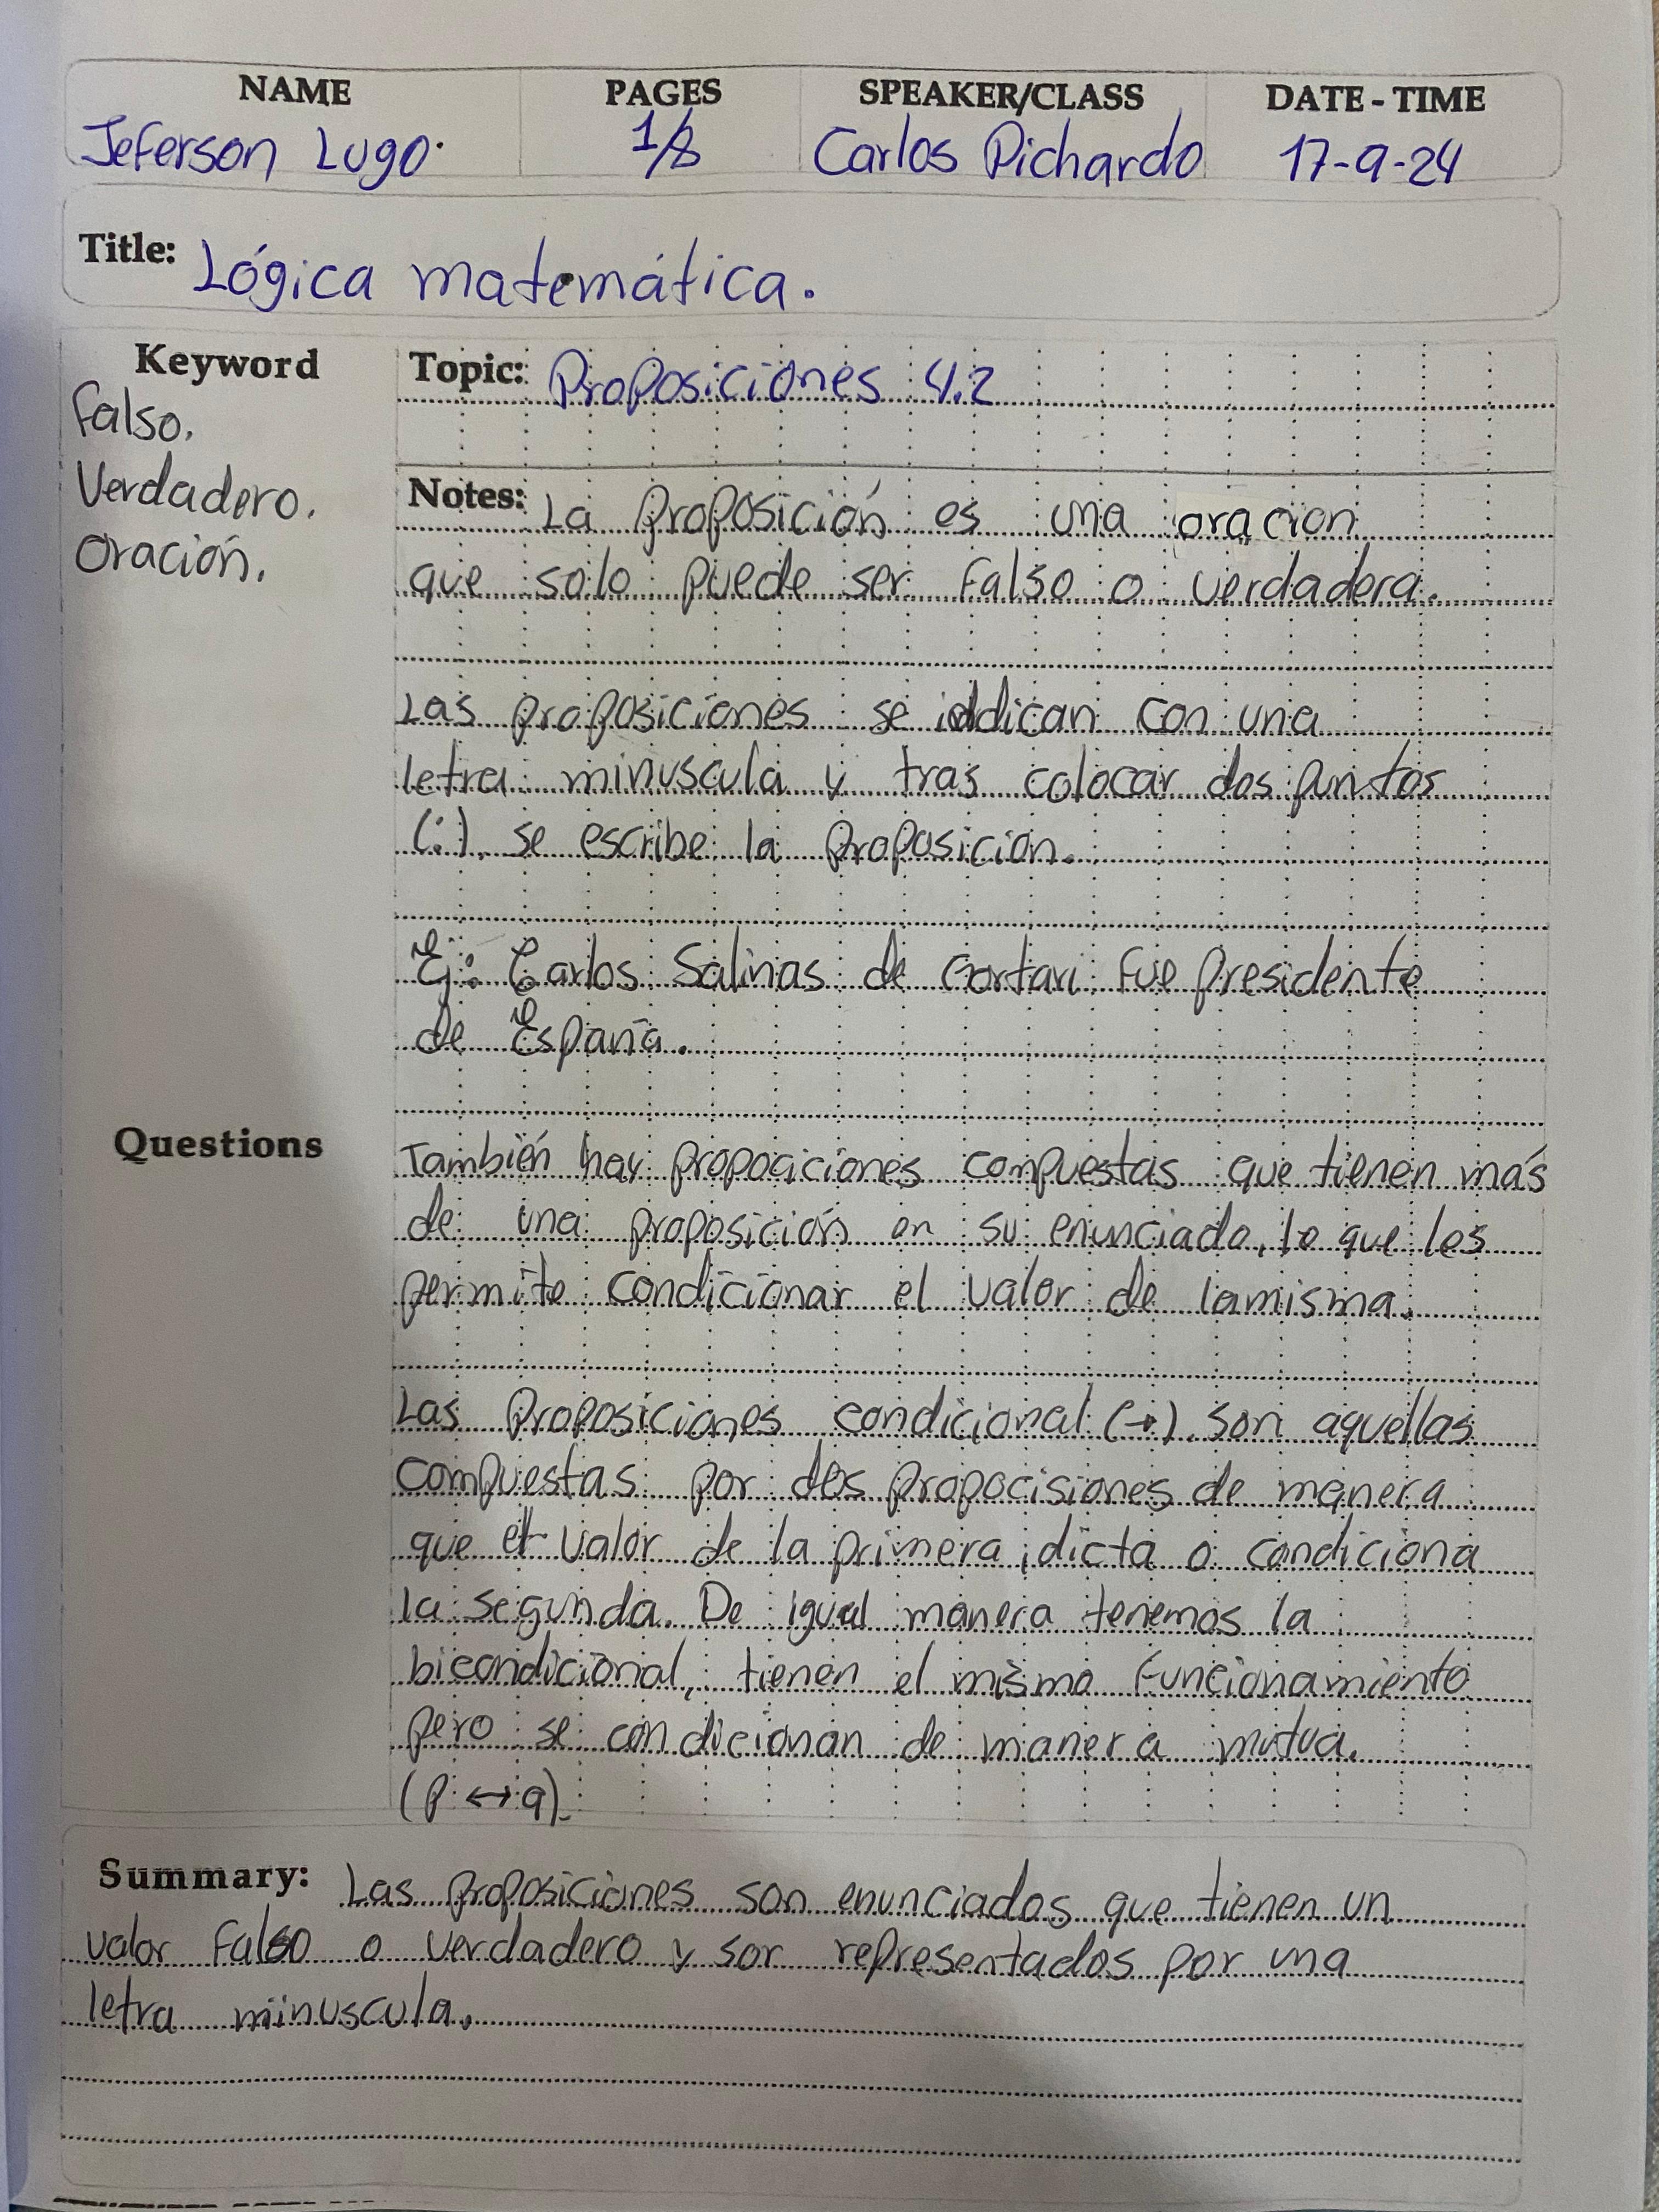 NAME PAGES SPEAKER/CLASS DATE - TIME
Jeferson Lugo. 1/8 Carlos Pichardo 17-9-24
Title: Lógica matemática.
Keyword
Falso.
Verdadero.
Oración.
Topic: Proposiciones 4.2
Notes: La proposición es una oracion
que solo puede ser Falso o verdadera.
Las proposiciones se iddican con una
letra minuscula y tras colocar dos puntos
(:), se escribe la proposición.
Ej: Carlos Salinas de Gortari Fue presidente
de España.
Questions
También hay propociciones compuestas que tienen más
de una proposición en su enunciado, lo que les
permite condicionar el valor de lamisma.
Las proposiciones condicional (→), son aquellas
compuestas por dos propocisiones de manera
que el valor de la primera, dicta o condiciona
la segunda. De igual manera tenemos la
bicondicional, tienen el mismo Funcionamiento
pero se condicionan de manera mutua.
(p ↔ q).
Summary: Las proposiciones son enunciados que tienen un
valor Falso o verdadero y sor representados por una
letra minuscula.